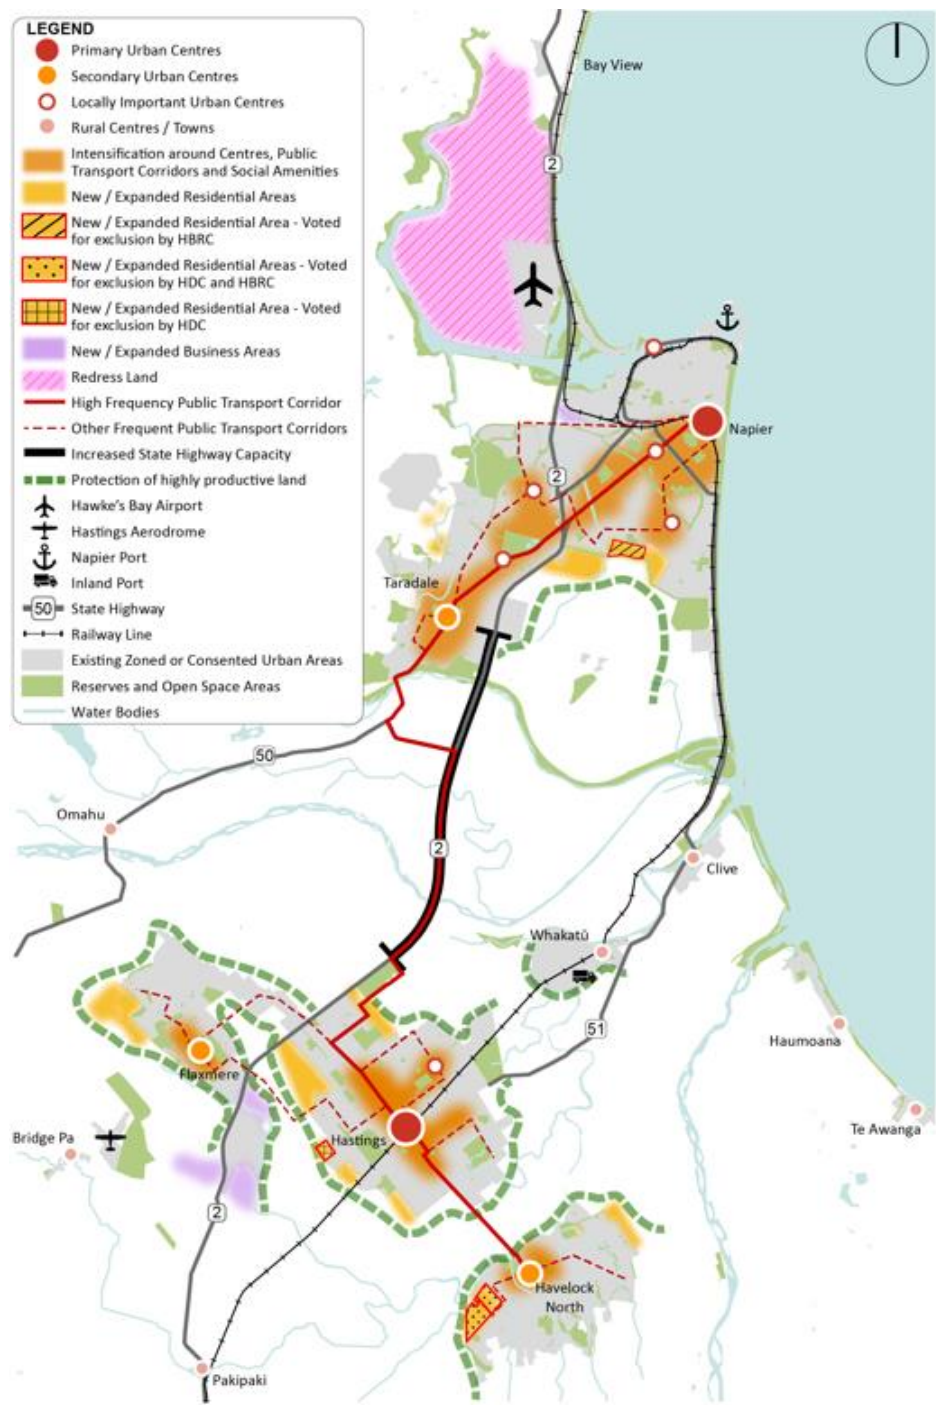 LEGEND
Primary Urban Centres
Secondary Urban Centres
Locally Important Urban Centres
Rural Centres / Towns
Intensification around Centres, Public
Transport Corridors and Social Amenities
New / Expanded Residential Areas
New / Expanded Residential Area - Voted
for exclusion by HBRC
New / Expanded Residential Areas - Voted
for exclusion by HDC and HBRC
New / Expanded Residential Area - Voted
for exclusion by HDC
New / Expanded Business Areas
Redress Land
High Frequency Public Transport Corridor
Other Frequent Public Transport Corridors
Increased State Highway Capacity
Protection of highly productive land
Hawke's Bay Airport
Hastings Aerodrome
Napier Port
Inland Port
50 State Highway
Railway Line
Existing Zoned or Consented Urban Areas
Reserves and Open Space Areas
Water Bodies
Bay View
2
Napier
2
Taradale
50
Omahu
2
Clive
Whakatū
51
Haumoana
Flaxmere
Te Awanga
Bridge Pa
Hastings
2
Havelock
North
Pakipaki